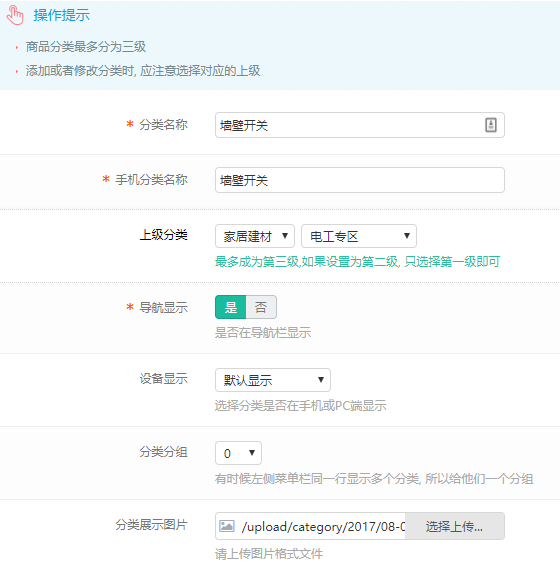 操作提示
商品分类最多分为三级
添加或者修改分类时, 应注意选择对应的上级
* 分类名称 墙壁开关
* 手机分类名称 墙壁开关
上级分类 家居建材 电工专区
最多成为第三级,如果设置为第二级, 只选择第一级即可
* 导航显示 是 否
是否在导航栏显示
设备显示 默认显示
选择分类是否在手机或PC端显示
分类分组 0
有时候左侧菜单栏同一行显示多个分类, 所以给他们一个分组
分类展示图片 /upload/category/2017/08-0 选择上传...
请上传图片格式文件